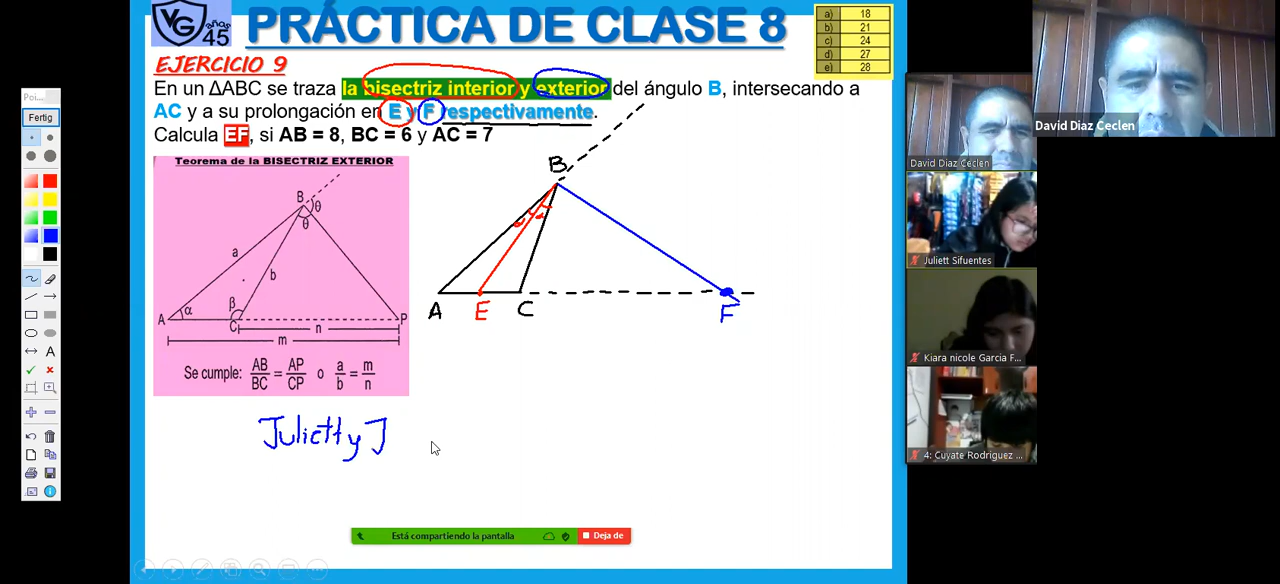 VG años 45
PRÁCTICA DE CLASE 8
a) 18
b) 21
c) 24
d) 27
e) 28
EJERCICIO 9
En un ΔABC se traza la bisectriz interior y exterior del ángulo B, intersecando a
AC y a su prolongación en E y F respectivamente.
Calcula EF, si AB = 8, BC = 6 y AC = 7
Teorema de la BISECTRIZ EXTERIOR
B
θ
θ
a
b
A
α
β
C
P
n
m
Se cumple: AB/BC = AP/CP o a/b = m/n
B
A
E
C
F
Juliett y J
Poi...
Fertig
A
Está compartiendo la pantalla
Deja de
David Diaz Ceclen
David Diaz Ceclen
Juliett Sifuentes
Kiara nicole Garcia F...
4: Cuyate Rodriguez ...